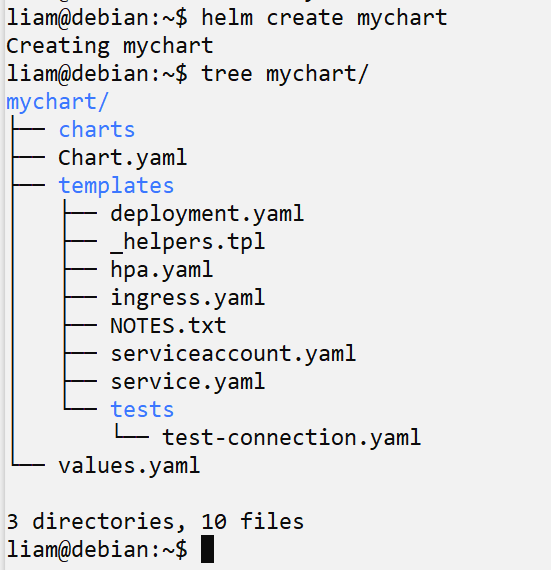 liam@debian:~$ helm create mychart
Creating mychart
liam@debian:~$ tree mychart/
mychart/
├── charts
├── Chart.yaml
├── templates
│   ├── deployment.yaml
│   ├── _helpers.tpl
│   ├── hpa.yaml
│   ├── ingress.yaml
│   ├── NOTES.txt
│   ├── serviceaccount.yaml
│   ├── service.yaml
│   └── tests
│       └── test-connection.yaml
└── values.yaml
3 directories, 10 files
liam@debian:~$